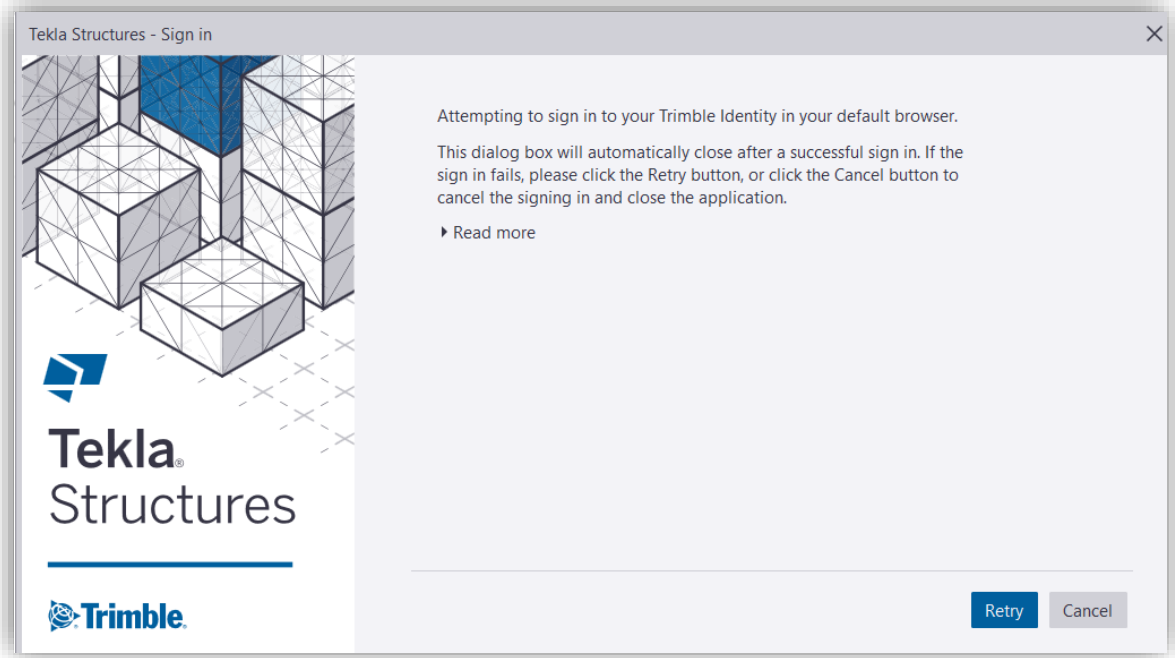 Tekla Structures - Sign in
Attempting to sign in to your Trimble Identity in your default browser.
This dialog box will automatically close after a successful sign in. If the
sign in fails, please click the Retry button, or click the Cancel button to
cancel the signing in and close the application.
Read more
Tekla®
Structures
Trimble.
Retry
Cancel